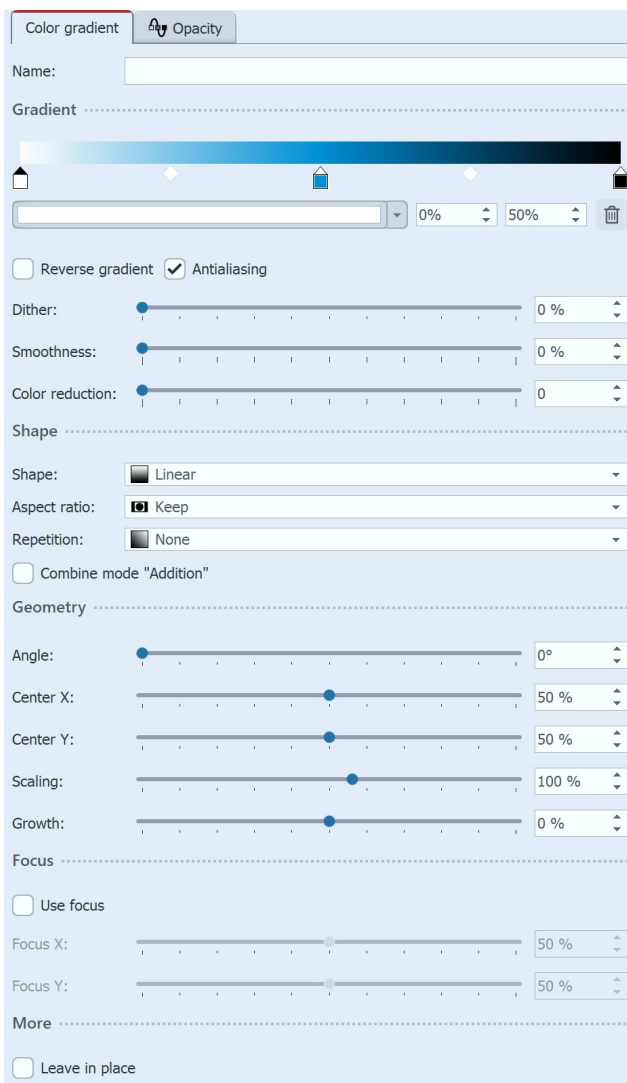 Color gradient Opacity
Name:
Gradient
0% 50%
Reverse gradient Antialiasing
Dither: 0 %
Smoothness: 0 %
Color reduction: 0
Shape
Shape: Linear
Aspect ratio: Keep
Repetition: None
Combine mode "Addition"
Geometry
Angle: 0°
Center X: 50 %
Center Y: 50 %
Scaling: 100 %
Growth: 0 %
Focus
Use focus
Focus X: 50 %
Focus Y: 50 %
More
Leave in place